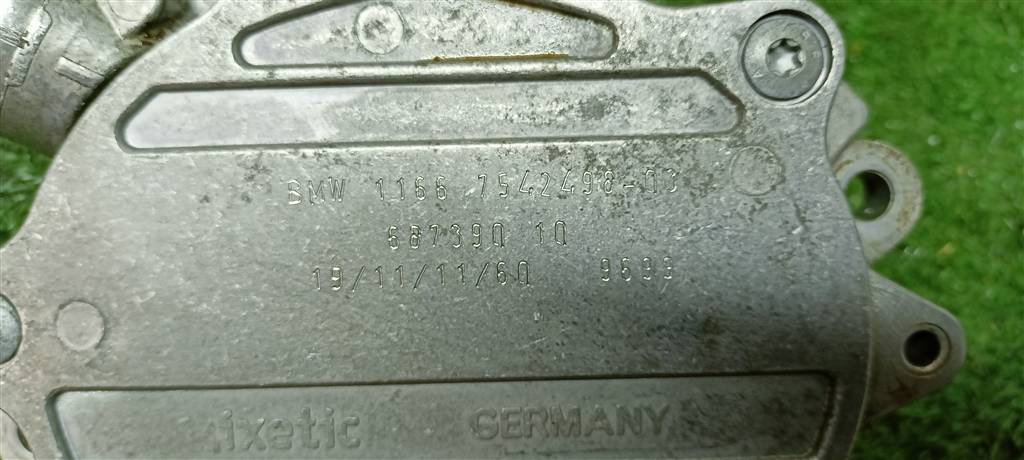 BMW 1166 7542498-03
687390 10
19/11/11/60 9699
ixetic GERMANY